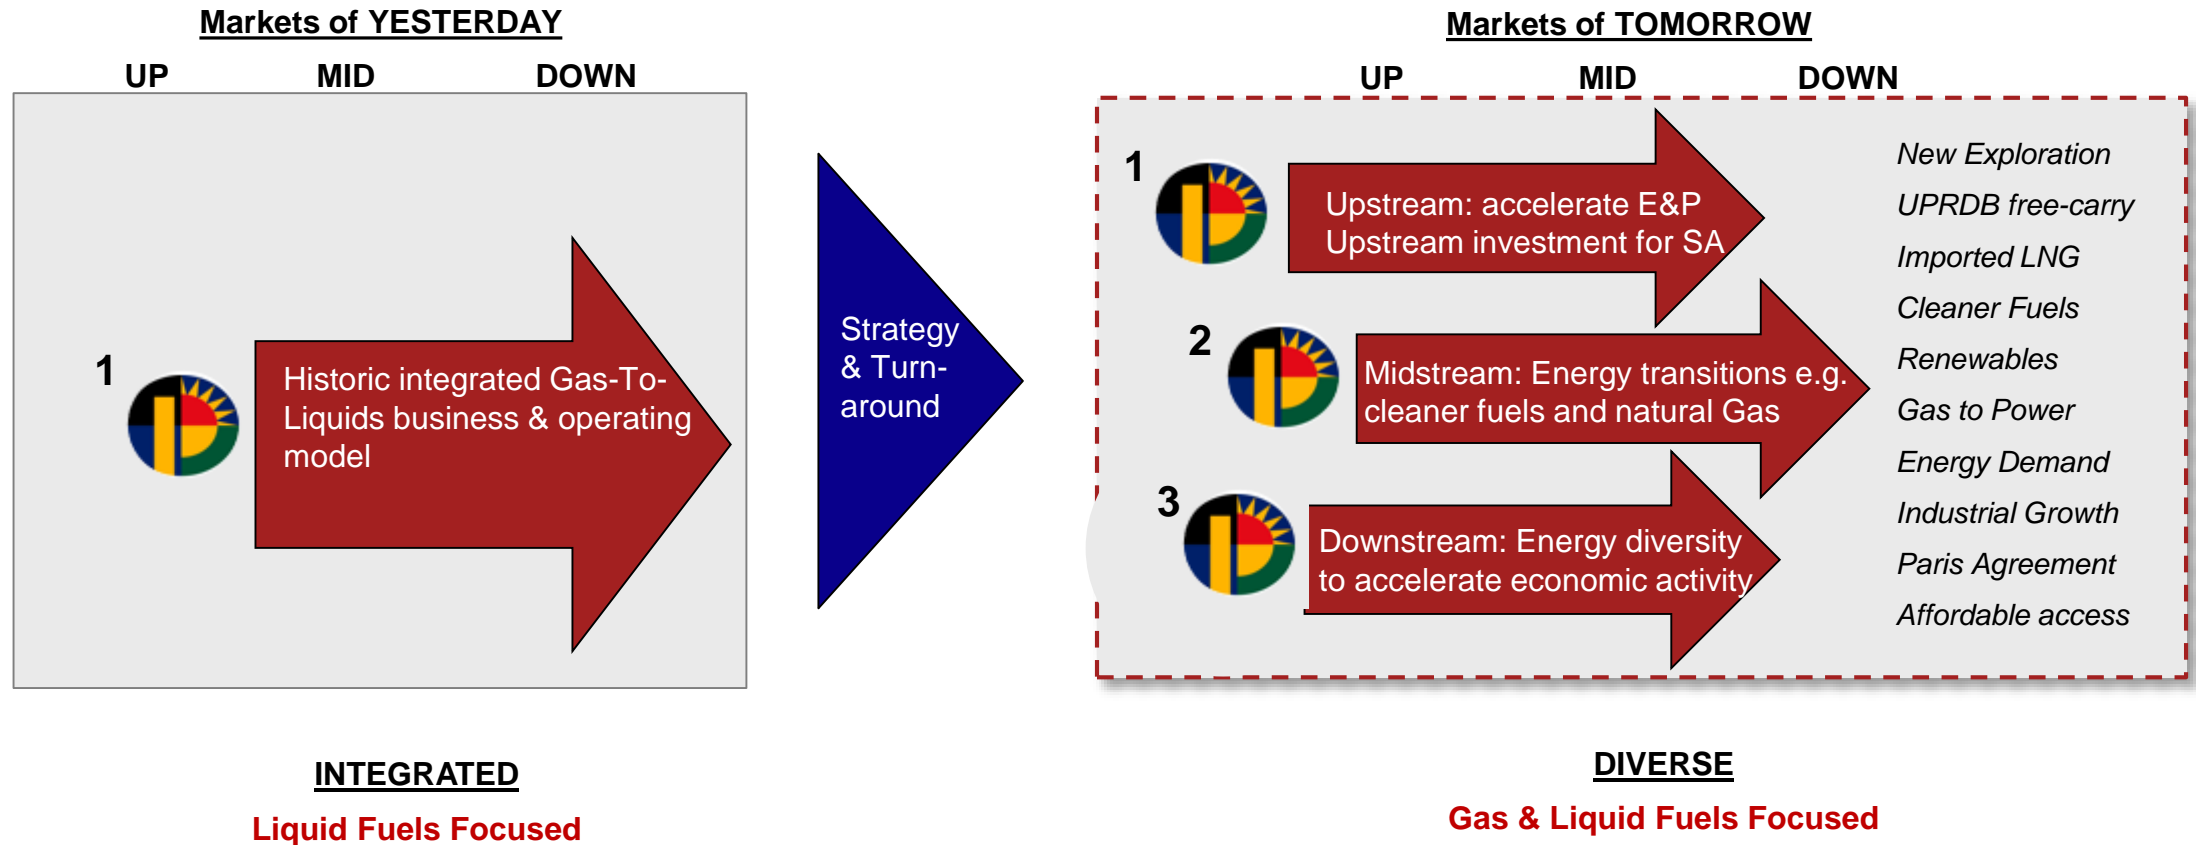 Markets of YESTERDAY
UP MID DOWN
1
Historic integrated Gas-To-
Liquids business & operating
model
INTEGRATED
Liquid Fuels Focused
Strategy
& Turn-
around
Markets of TOMORROW
UP MID DOWN
1
Upstream: accelerate E&P
Upstream investment for SA
2
Midstream: Energy transitions e.g.
cleaner fuels and natural Gas
3
Downstream: Energy diversity
to accelerate economic activity
New Exploration
UPRDB free-carry
Imported LNG
Cleaner Fuels
Renewables
Gas to Power
Energy Demand
Industrial Growth
Paris Agreement
Affordable access
DIVERSE
Gas & Liquid Fuels Focused